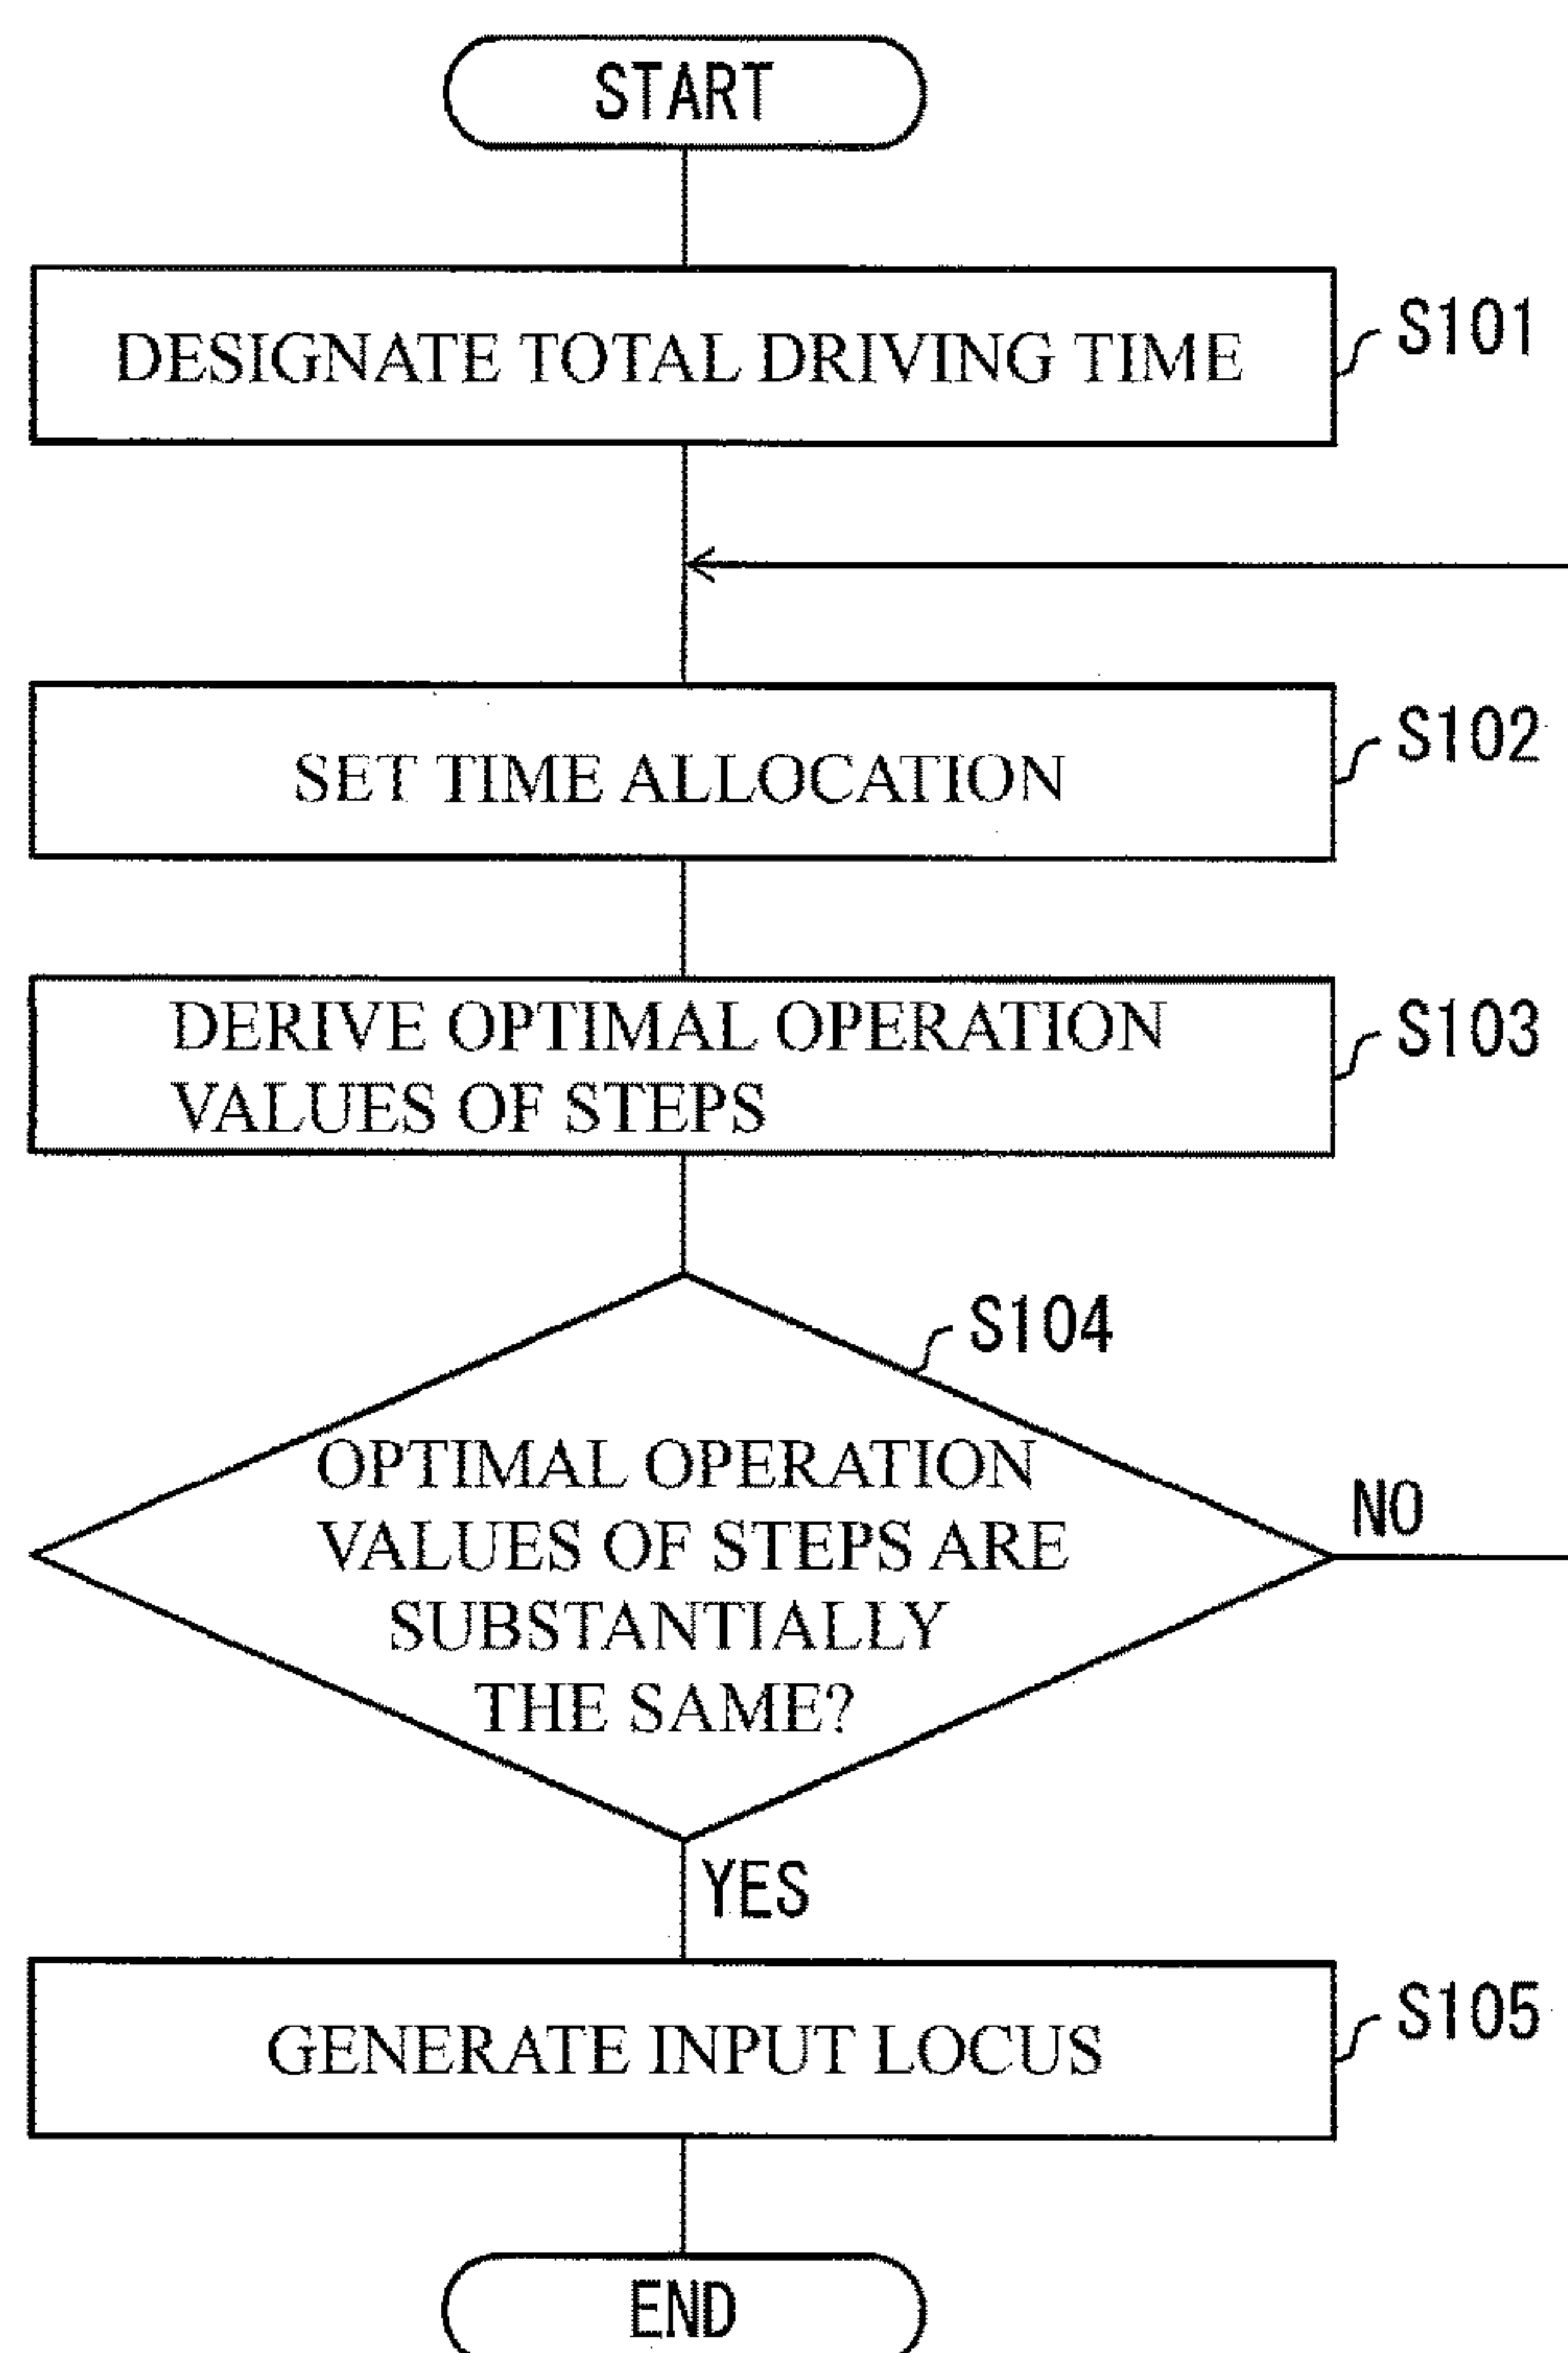 START
DESIGNATE TOTAL DRIVING TIME
S101
SET TIME ALLOCATION
S102
DERIVE OPTIMAL OPERATION
VALUES OF STEPS
S103
S104
OPTIMAL OPERATION
VALUES OF STEPS ARE
SUBSTANTIALLY
THE SAME?
NO
YES
GENERATE INPUT LOCUS
S105
END